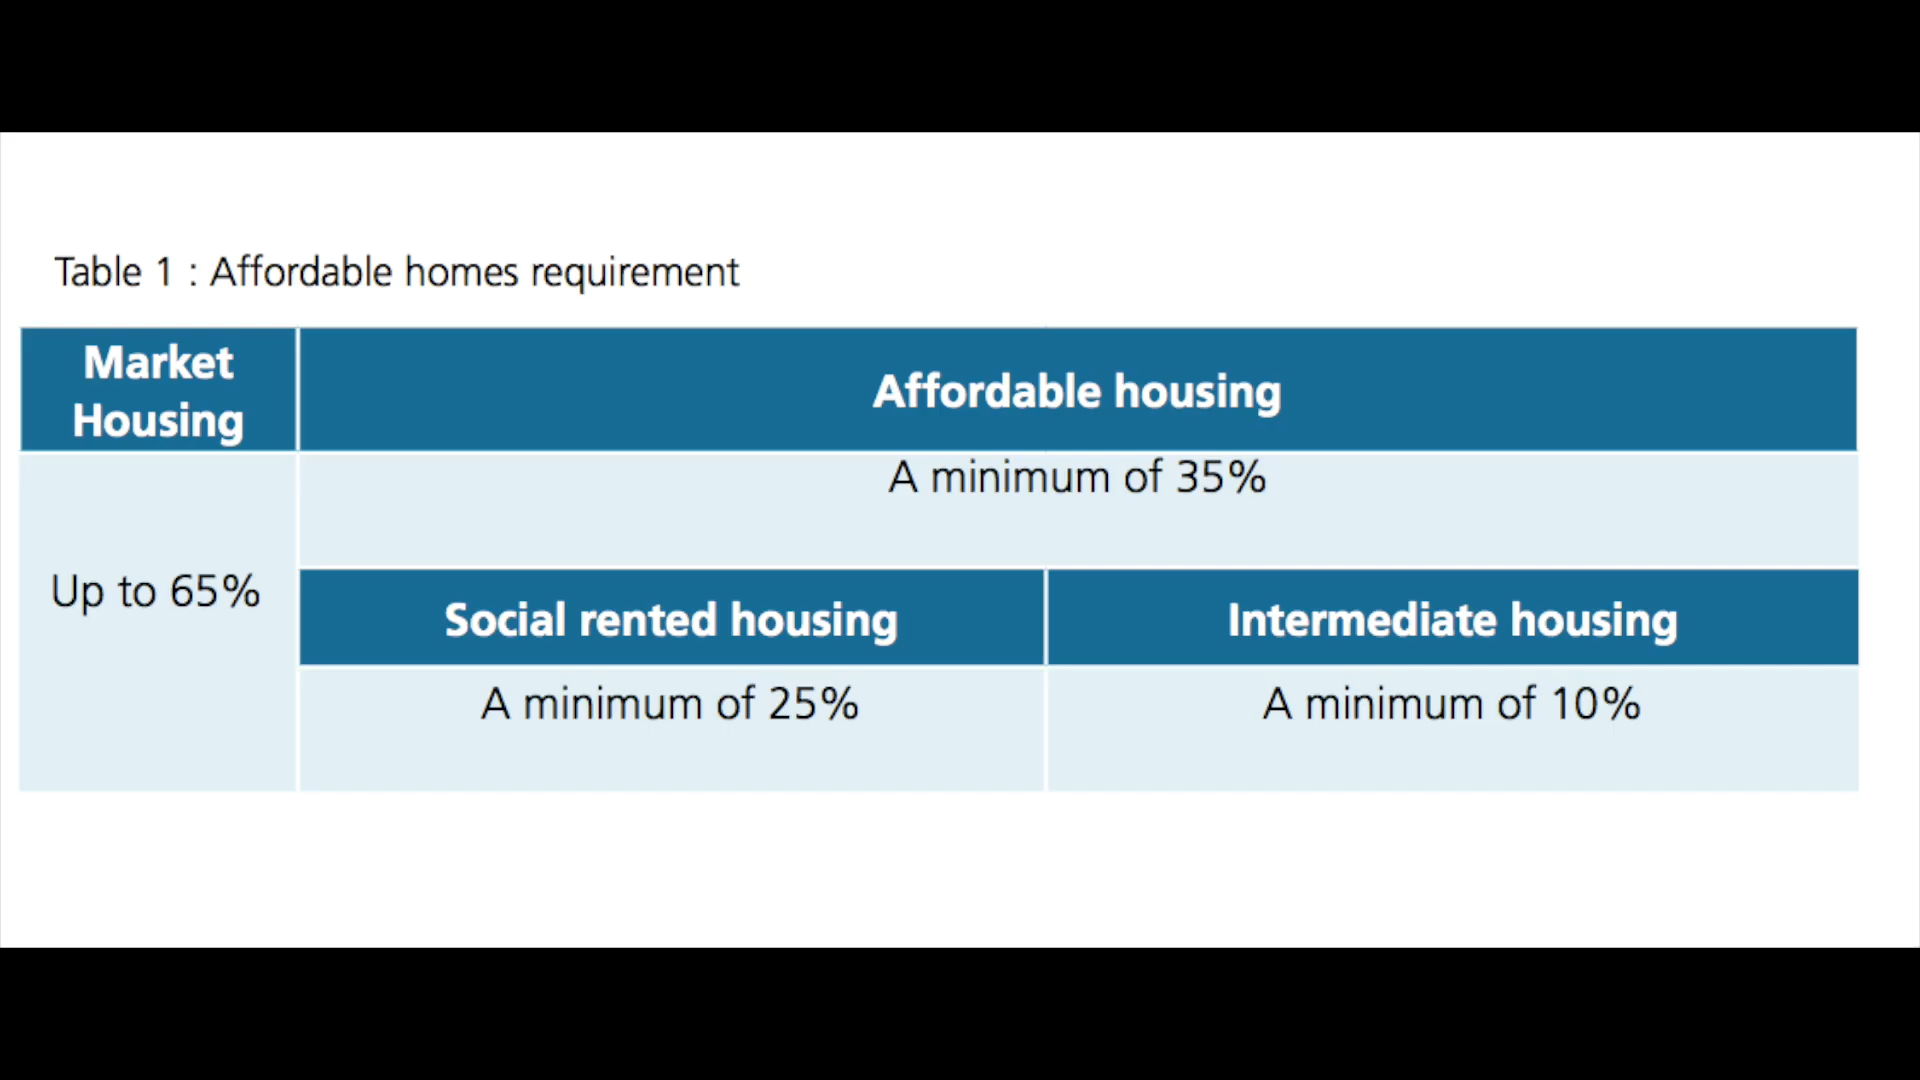 Table 1 : Affordable homes requirement
Market
Housing
Affordable housing
A minimum of 35%
Up to 65%
Social rented housing
Intermediate housing
A minimum of 25%
A minimum of 10%